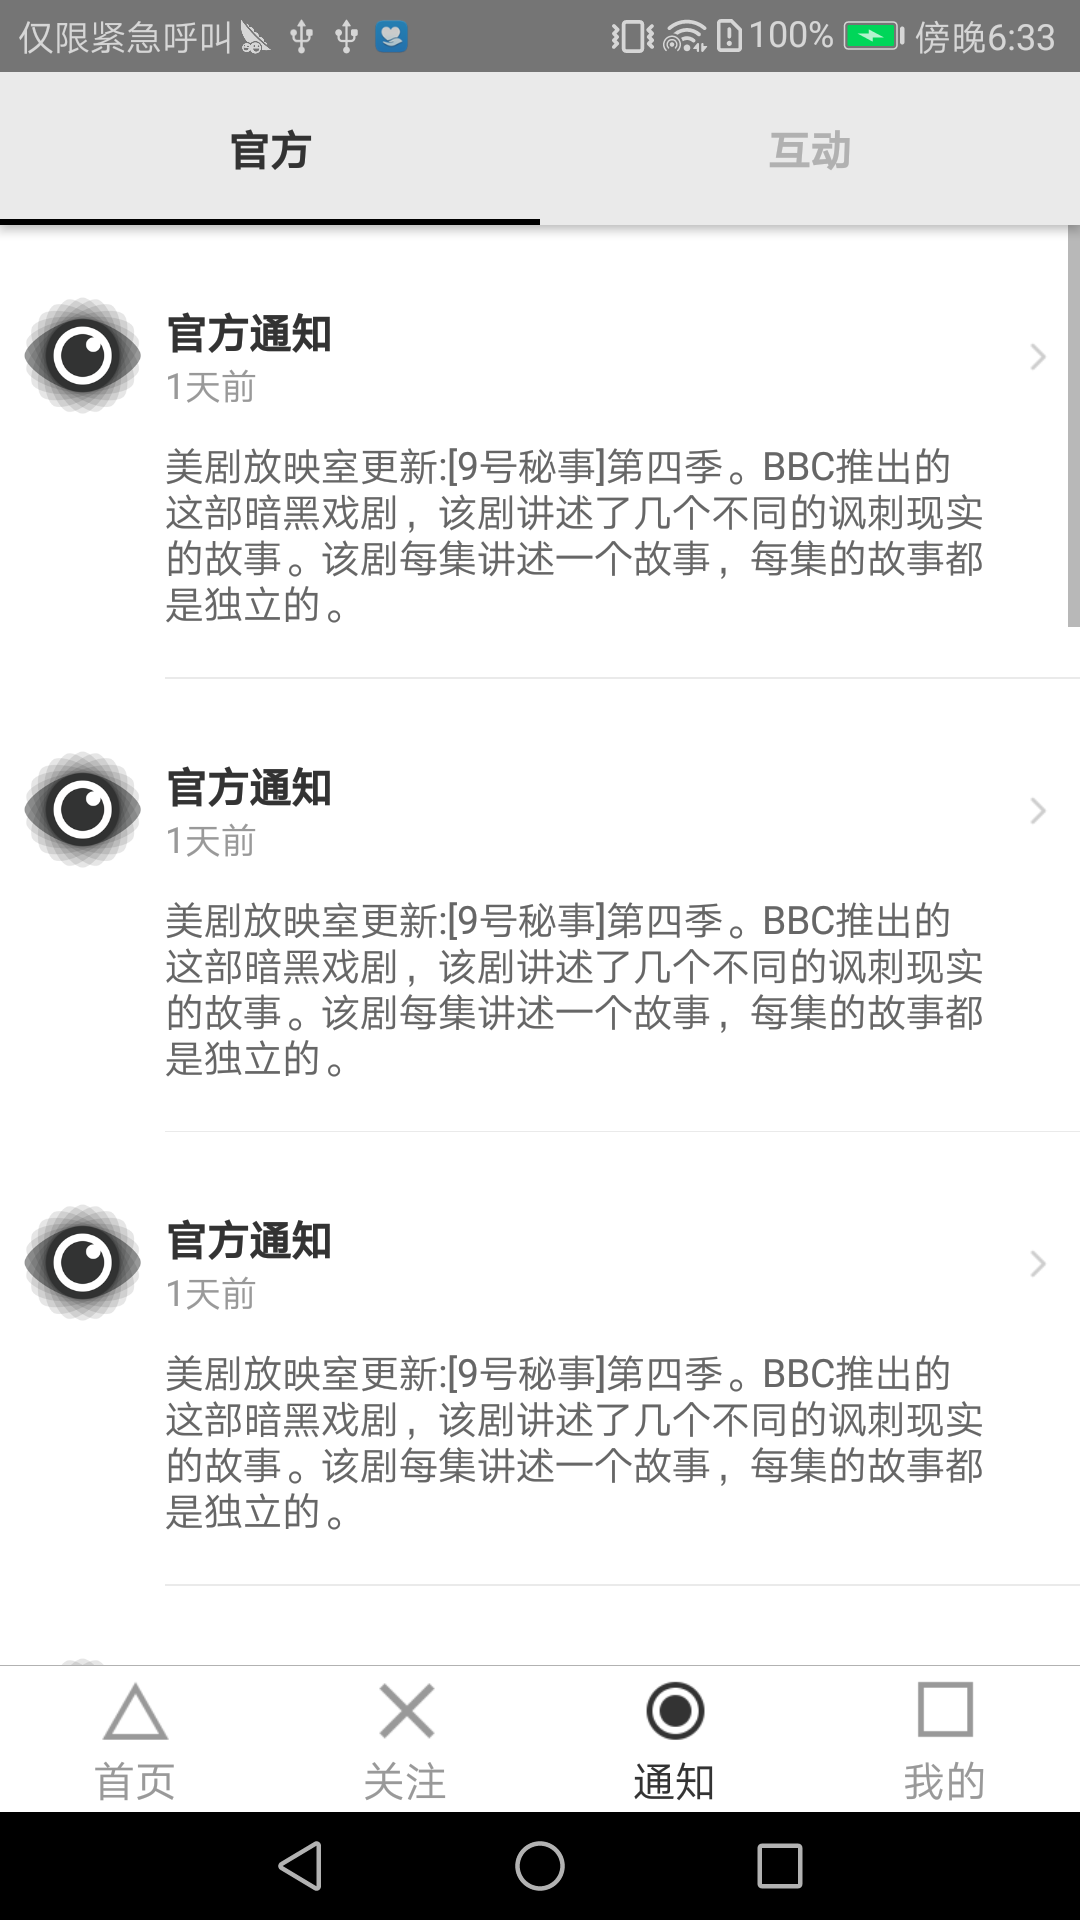 仅限紧急呼叫 100% 傍晚6:33
官方 互动
官方通知
1天前
美剧放映室更新:[9号秘事]第四季。BBC推出的
这部暗黑戏剧，该剧讲述了几个不同的讽刺现实
的故事。该剧每集讲述一个故事，每集的故事都
是独立的。
官方通知
1天前
美剧放映室更新:[9号秘事]第四季。BBC推出的
这部暗黑戏剧，该剧讲述了几个不同的讽刺现实
的故事。该剧每集讲述一个故事，每集的故事都
是独立的。
官方通知
1天前
美剧放映室更新:[9号秘事]第四季。BBC推出的
这部暗黑戏剧，该剧讲述了几个不同的讽刺现实
的故事。该剧每集讲述一个故事，每集的故事都
是独立的。
首页 关注 通知 我的